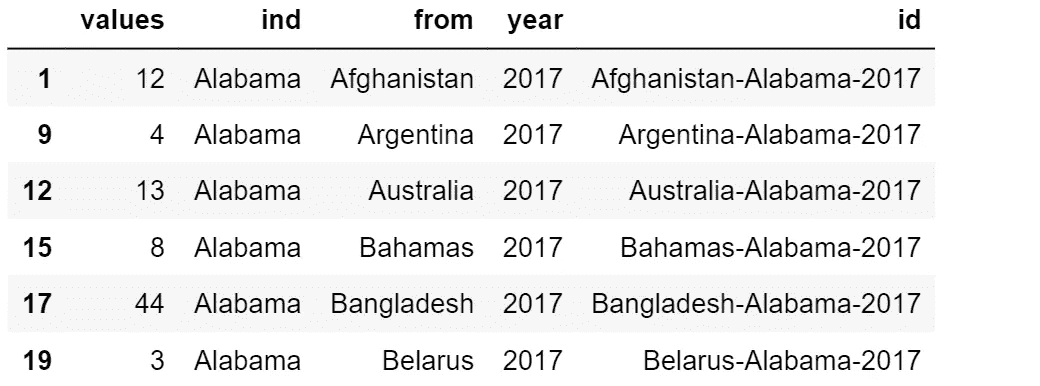 values ind from year id
1 12 Alabama Afghanistan 2017 Afghanistan-Alabama-2017
9 4 Alabama Argentina 2017 Argentina-Alabama-2017
12 13 Alabama Australia 2017 Australia-Alabama-2017
15 8 Alabama Bahamas 2017 Bahamas-Alabama-2017
17 44 Alabama Bangladesh 2017 Bangladesh-Alabama-2017
19 3 Alabama Belarus 2017 Belarus-Alabama-2017